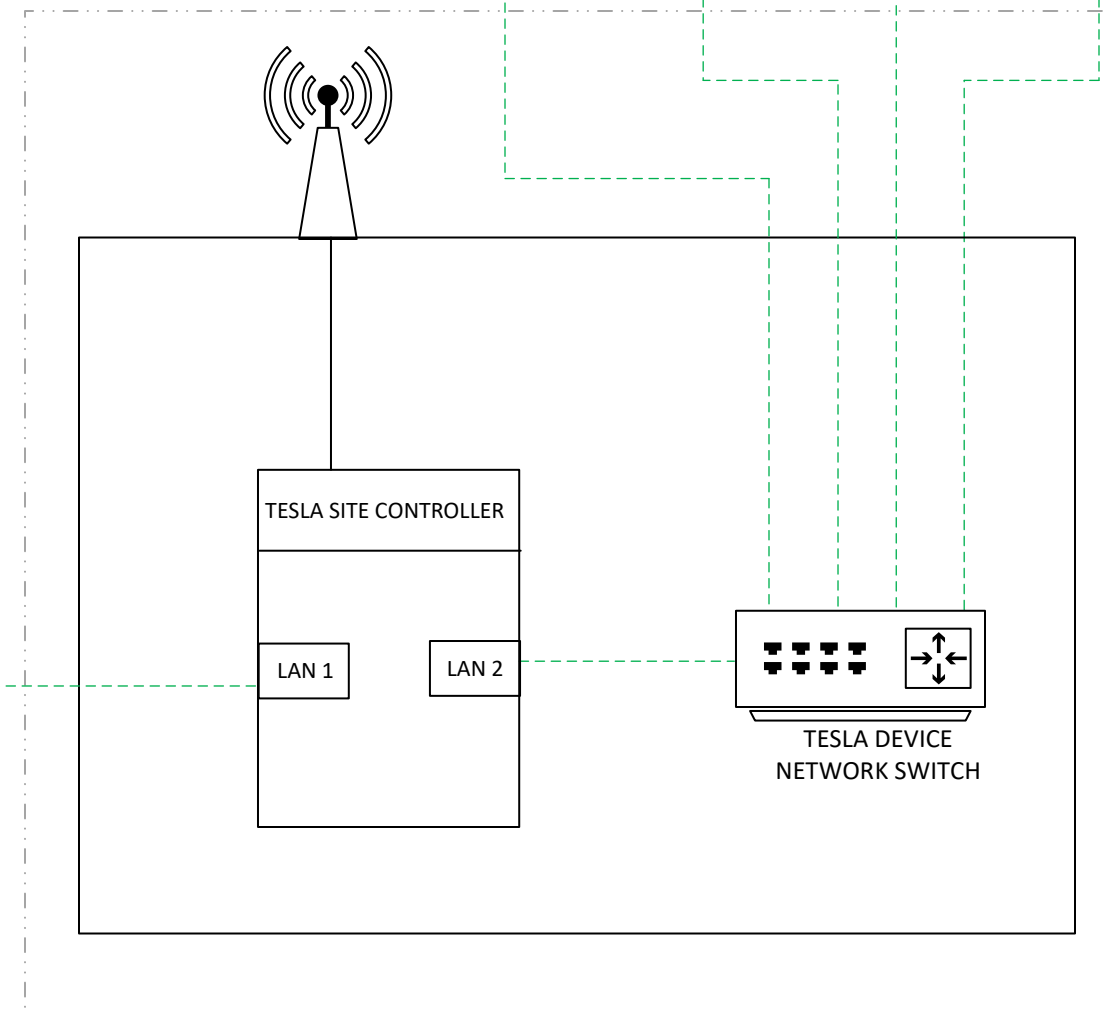 TESLA SITE CONTROLLER
LAN 1
LAN 2
TESLA DEVICE
NETWORK SWITCH